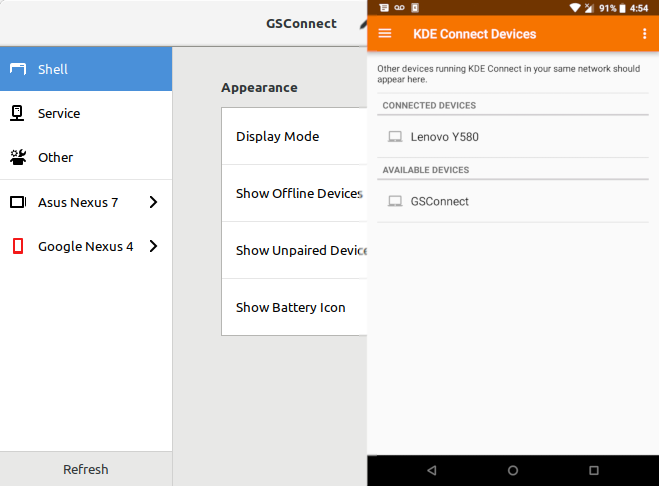 GSConnect
Shell
Service
Other
Asus Nexus 7
Google Nexus 4
Refresh
Appearance
Display Mode
Show Offline Devices
Show Unpaired Device
Show Battery Icon
91% 4:54
KDE Connect Devices
Other devices running KDE Connect in your same network should
appear here.
CONNECTED DEVICES
Lenovo Y580
AVAILABLE DEVICES
GSConnect